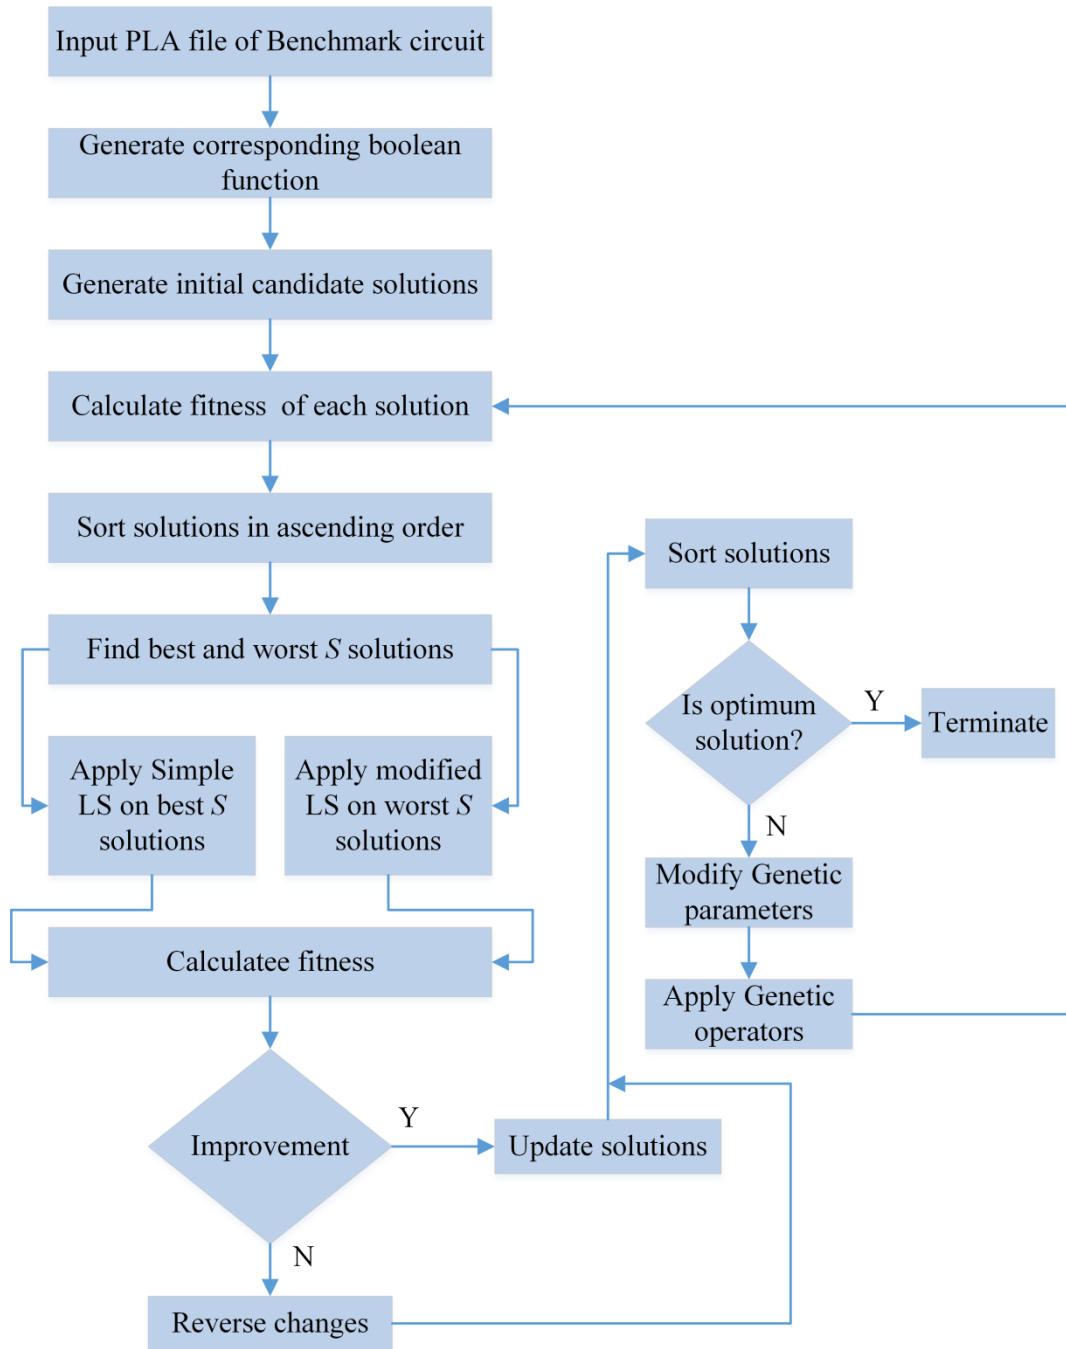 Input PLA file of Benchmark circuit
Generate corresponding boolean
function
Generate initial candidate solutions
Calculate fitness of each solution
Sort solutions in ascending order
Find best and worst S solutions
Apply Simple
LS on best S
solutions
Apply modified
LS on worst S
solutions
Calculatee fitness
Improvement
Y
N
Update solutions
Reverse changes
Sort solutions
Is optimum
solution?
Y
Terminate
N
Modify Genetic
parameters
Apply Genetic
operators